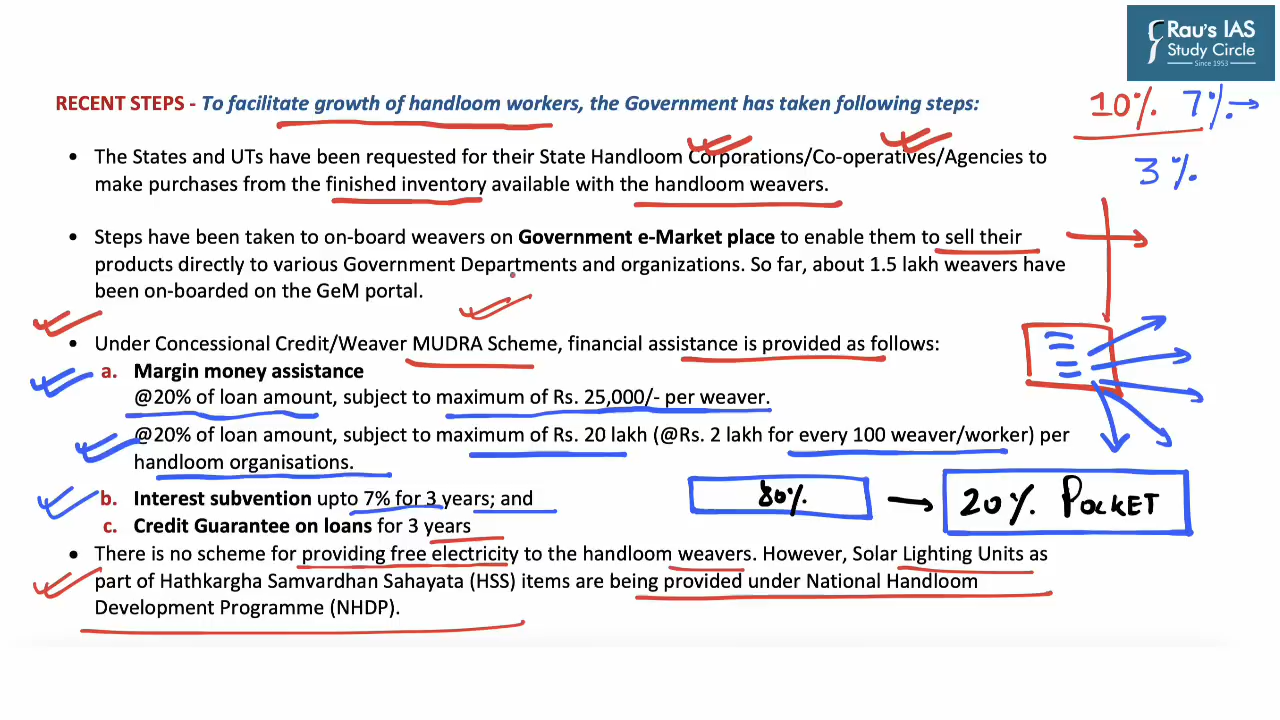 Rau's IAS
Study Circle
Since 1953
RECENT STEPS - To facilitate growth of handloom workers, the Government has taken following steps:
10% 7%→
3%
• The States and UTs have been requested for their State Handloom Corporations/Co-operatives/Agencies to
make purchases from the finished inventory available with the handloom weavers.
• Steps have been taken to on-board weavers on Government e-Market place to enable them to sell their
products directly to various Government Departments and organizations. So far, about 1.5 lakh weavers have
been on-boarded on the GeM portal.
• Under Concessional Credit/Weaver MUDRA Scheme, financial assistance is provided as follows:
a. Margin money assistance
@20% of loan amount, subject to maximum of Rs. 25,000/- per weaver.
@20% of loan amount, subject to maximum of Rs. 20 lakh (@Rs. 2 lakh for every 100 weaver/worker) per
handloom organisations.
80% → 20% POCKET
b. Interest subvention upto 7% for 3 years; and
c. Credit Guarantee on loans for 3 years
• There is no scheme for providing free electricity to the handloom weavers. However, Solar Lighting Units as
part of Hathkargha Samvardhan Sahayata (HSS) items are being provided under National Handloom
Development Programme (NHDP).